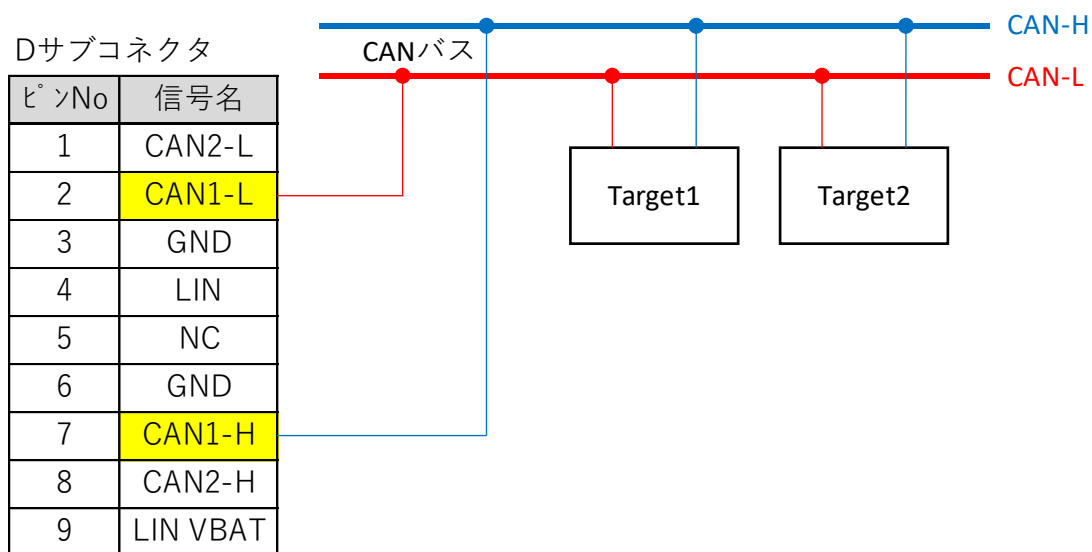 Dサブコネクタ
ピンNo 信号名
1 CAN2-L
2 CAN1-L
3 GND
4 LIN
5 NC
6 GND
7 CAN1-H
8 CAN2-H
9 LIN VBAT
CANバス
CAN-H
CAN-L
Target1
Target2